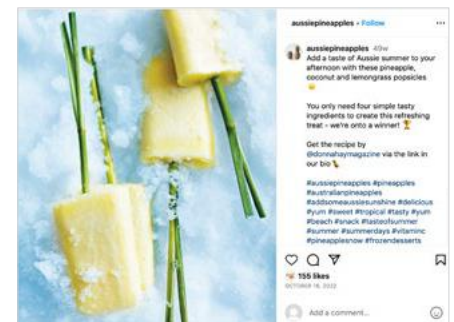 aussiepineapples • Follow
aussiepineapples 49w
Add a taste of Aussie summer to your
afternoon with these pineapple,
coconut and lemongrass popsicles
You only need four simple tasty
ingredients to create this refreshing
treat - we're onto a winner! 🏆
Get the recipe by
@donnahaymagazine via the link in
our bio
#aussiepineapples #pineapples
#australianpineapples
#addsomeaussiesunshine #delicious
#yum #sweet #tropical #tasty #yum
#beach #snack #tasteofsummer
#summer #summerdays #vitaminc
#pineapplesnow #frozendesserts
155 likes
OCTOBER 18, 2022
Add a comment...